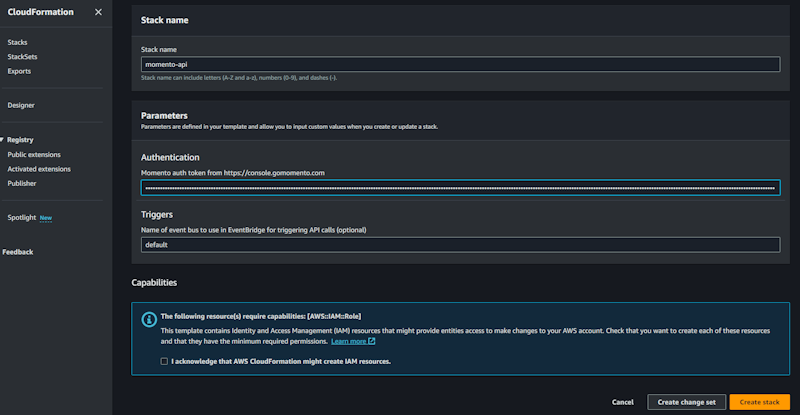 CloudFormation
Stacks
StackSets
Exports
Designer
Registry
Public extensions
Activated extensions
Publisher
Spotlight New
Feedback
Stack name
Stack name
momento-api
Stack name can include letters (A-Z and a-z), numbers (0-9), and dashes (-).
Parameters
Parameters are defined in your template and allow you to input custom values when you create or update a stack.
Authentication
Momento auth token from https://console.gomomento.com
Triggers
Name of event bus to use in EventBridge for triggering API calls (optional)
default
Capabilities
The following resource(s) require capabilities: [AWS::IAM::Role]
This template contains Identity and Access Management (IAM) resources that might provide entities access to make changes to your AWS account. Check that you want to create each of these resources
and that they have the minimum required permissions. Learn more
I acknowledge that AWS CloudFormation might create IAM resources.
Cancel
Create change set
Create stack